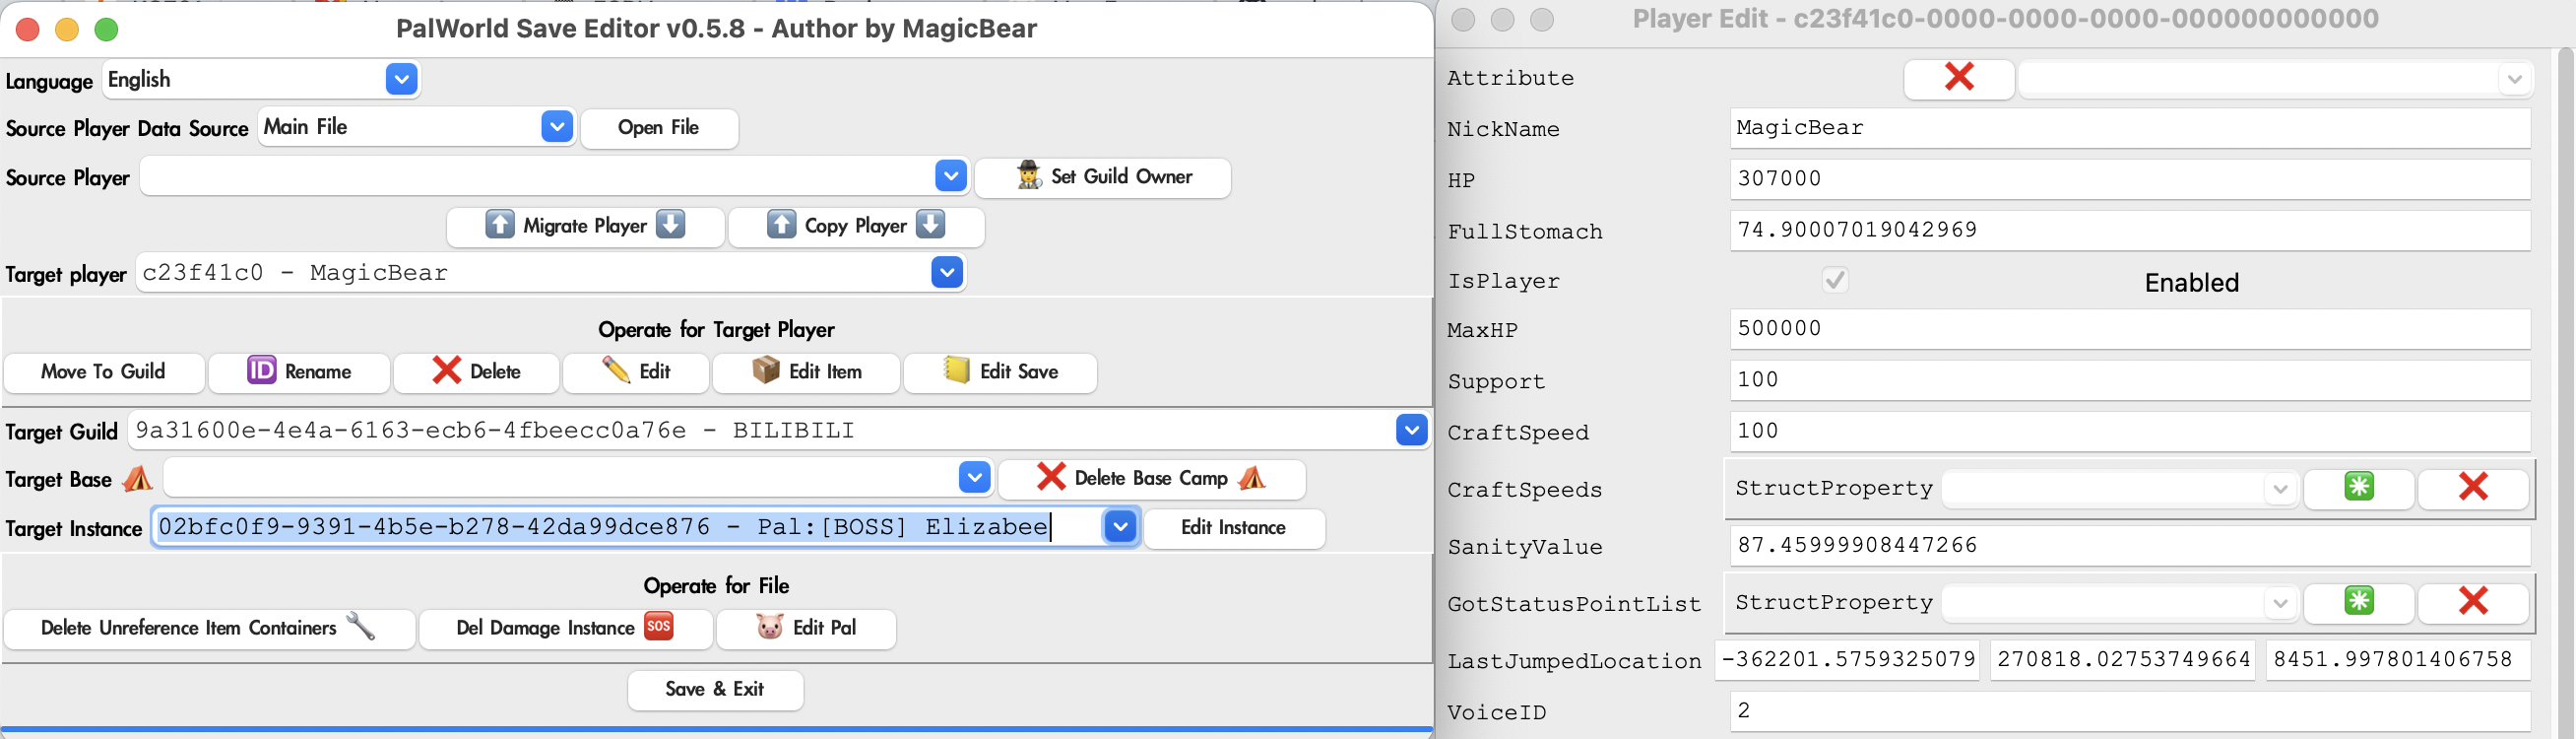 PalWorld Save Editor v0.5.8 - Author by MagicBear
Language English
Source Player Data Source Main File Open File
Source Player Set Guild Owner
Migrate Player Copy Player
Target player c23f41c0 - MagicBear
Operate for Target Player
Move To Guild ID Rename Delete Edit Edit Item Edit Save
Target Guild 9a31600e-4e4a-6163-ecb6-4fbeecc0a76e - BILIBILI
Target Base Delete Base Camp
Target Instance 02bfc0f9-9391-4b5e-b278-42da99dce876 - Pal:[BOSS] Elizabee Edit Instance
Operate for File
Delete Unreference Item Containers Del Damage Instance SOS Edit Pal
Save & Exit
Player Edit - c23f41c0-0000-0000-0000-000000000000
Attribute
NickName MagicBear
HP 307000
FullStomach 74.90007019042969
IsPlayer Enabled
MaxHP 500000
Support 100
CraftSpeed 100
CraftSpeeds StructProperty
SanityValue 87.45999908447266
GotStatusPointList StructProperty
LastJumpedLocation -362201.5759325079 270818.02753749664 8451.997801406758
VoiceID 2